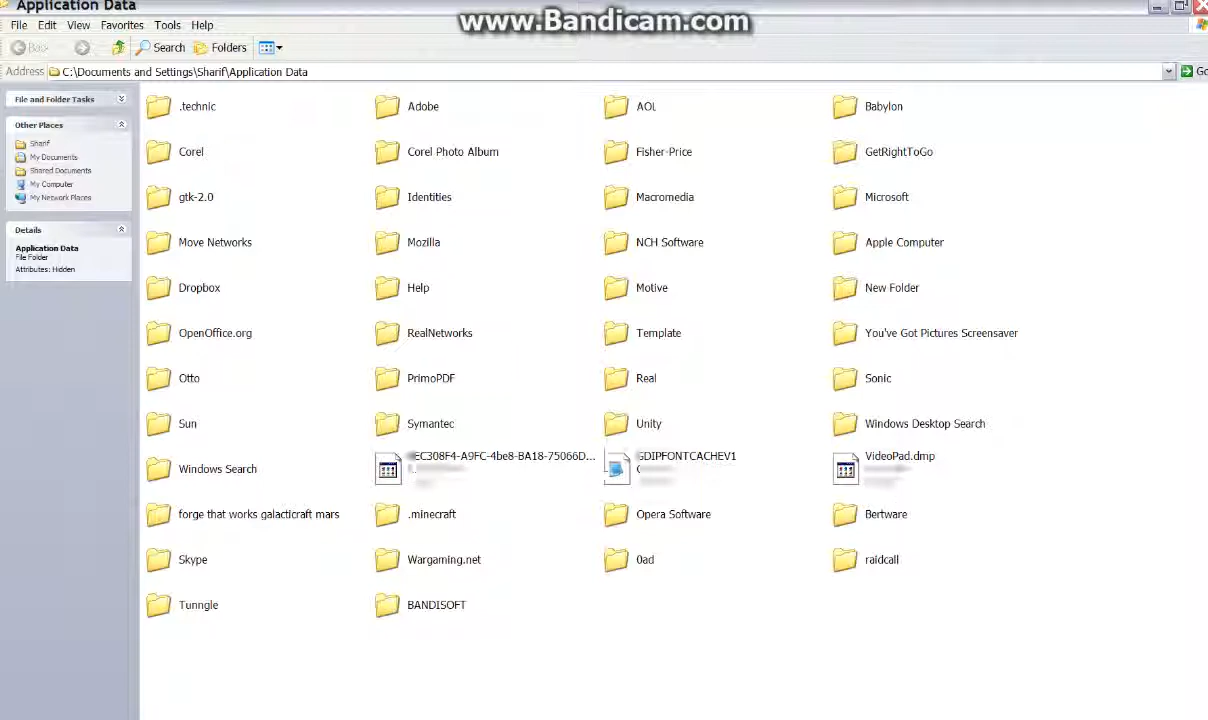 Application Data
www.Bandicam.com
File Edit View Favorites Tools Help
Back Search Folders
Address C:\Documents and Settings\Sharif\Application Data Go
File and Folder Tasks
Other Places
Sharif
My Documents
Shared Documents
My Computer
My Network Places
Details
Application Data
File Folder
Attributes: Hidden
.technic Adobe AOL Babylon
Corel Corel Photo Album Fisher-Price GetRightToGo
gtk-2.0 Identities Macromedia Microsoft
Move Networks Mozilla NCH Software Apple Computer
Dropbox Help Motive New Folder
OpenOffice.org RealNetworks Template You've Got Pictures Screensaver
Otto PrimoPDF Real Sonic
Sun Symantec Unity Windows Desktop Search
Windows Search EC308F4-A9FC-4be8-BA18-75066D... GDIPFONTCACHEV1 VideoPad.dmp
forge that works galacticraft mars .minecraft Opera Software Bertware
Skype Wargaming.net 0ad raidcall
Tunngle BANDISOFT